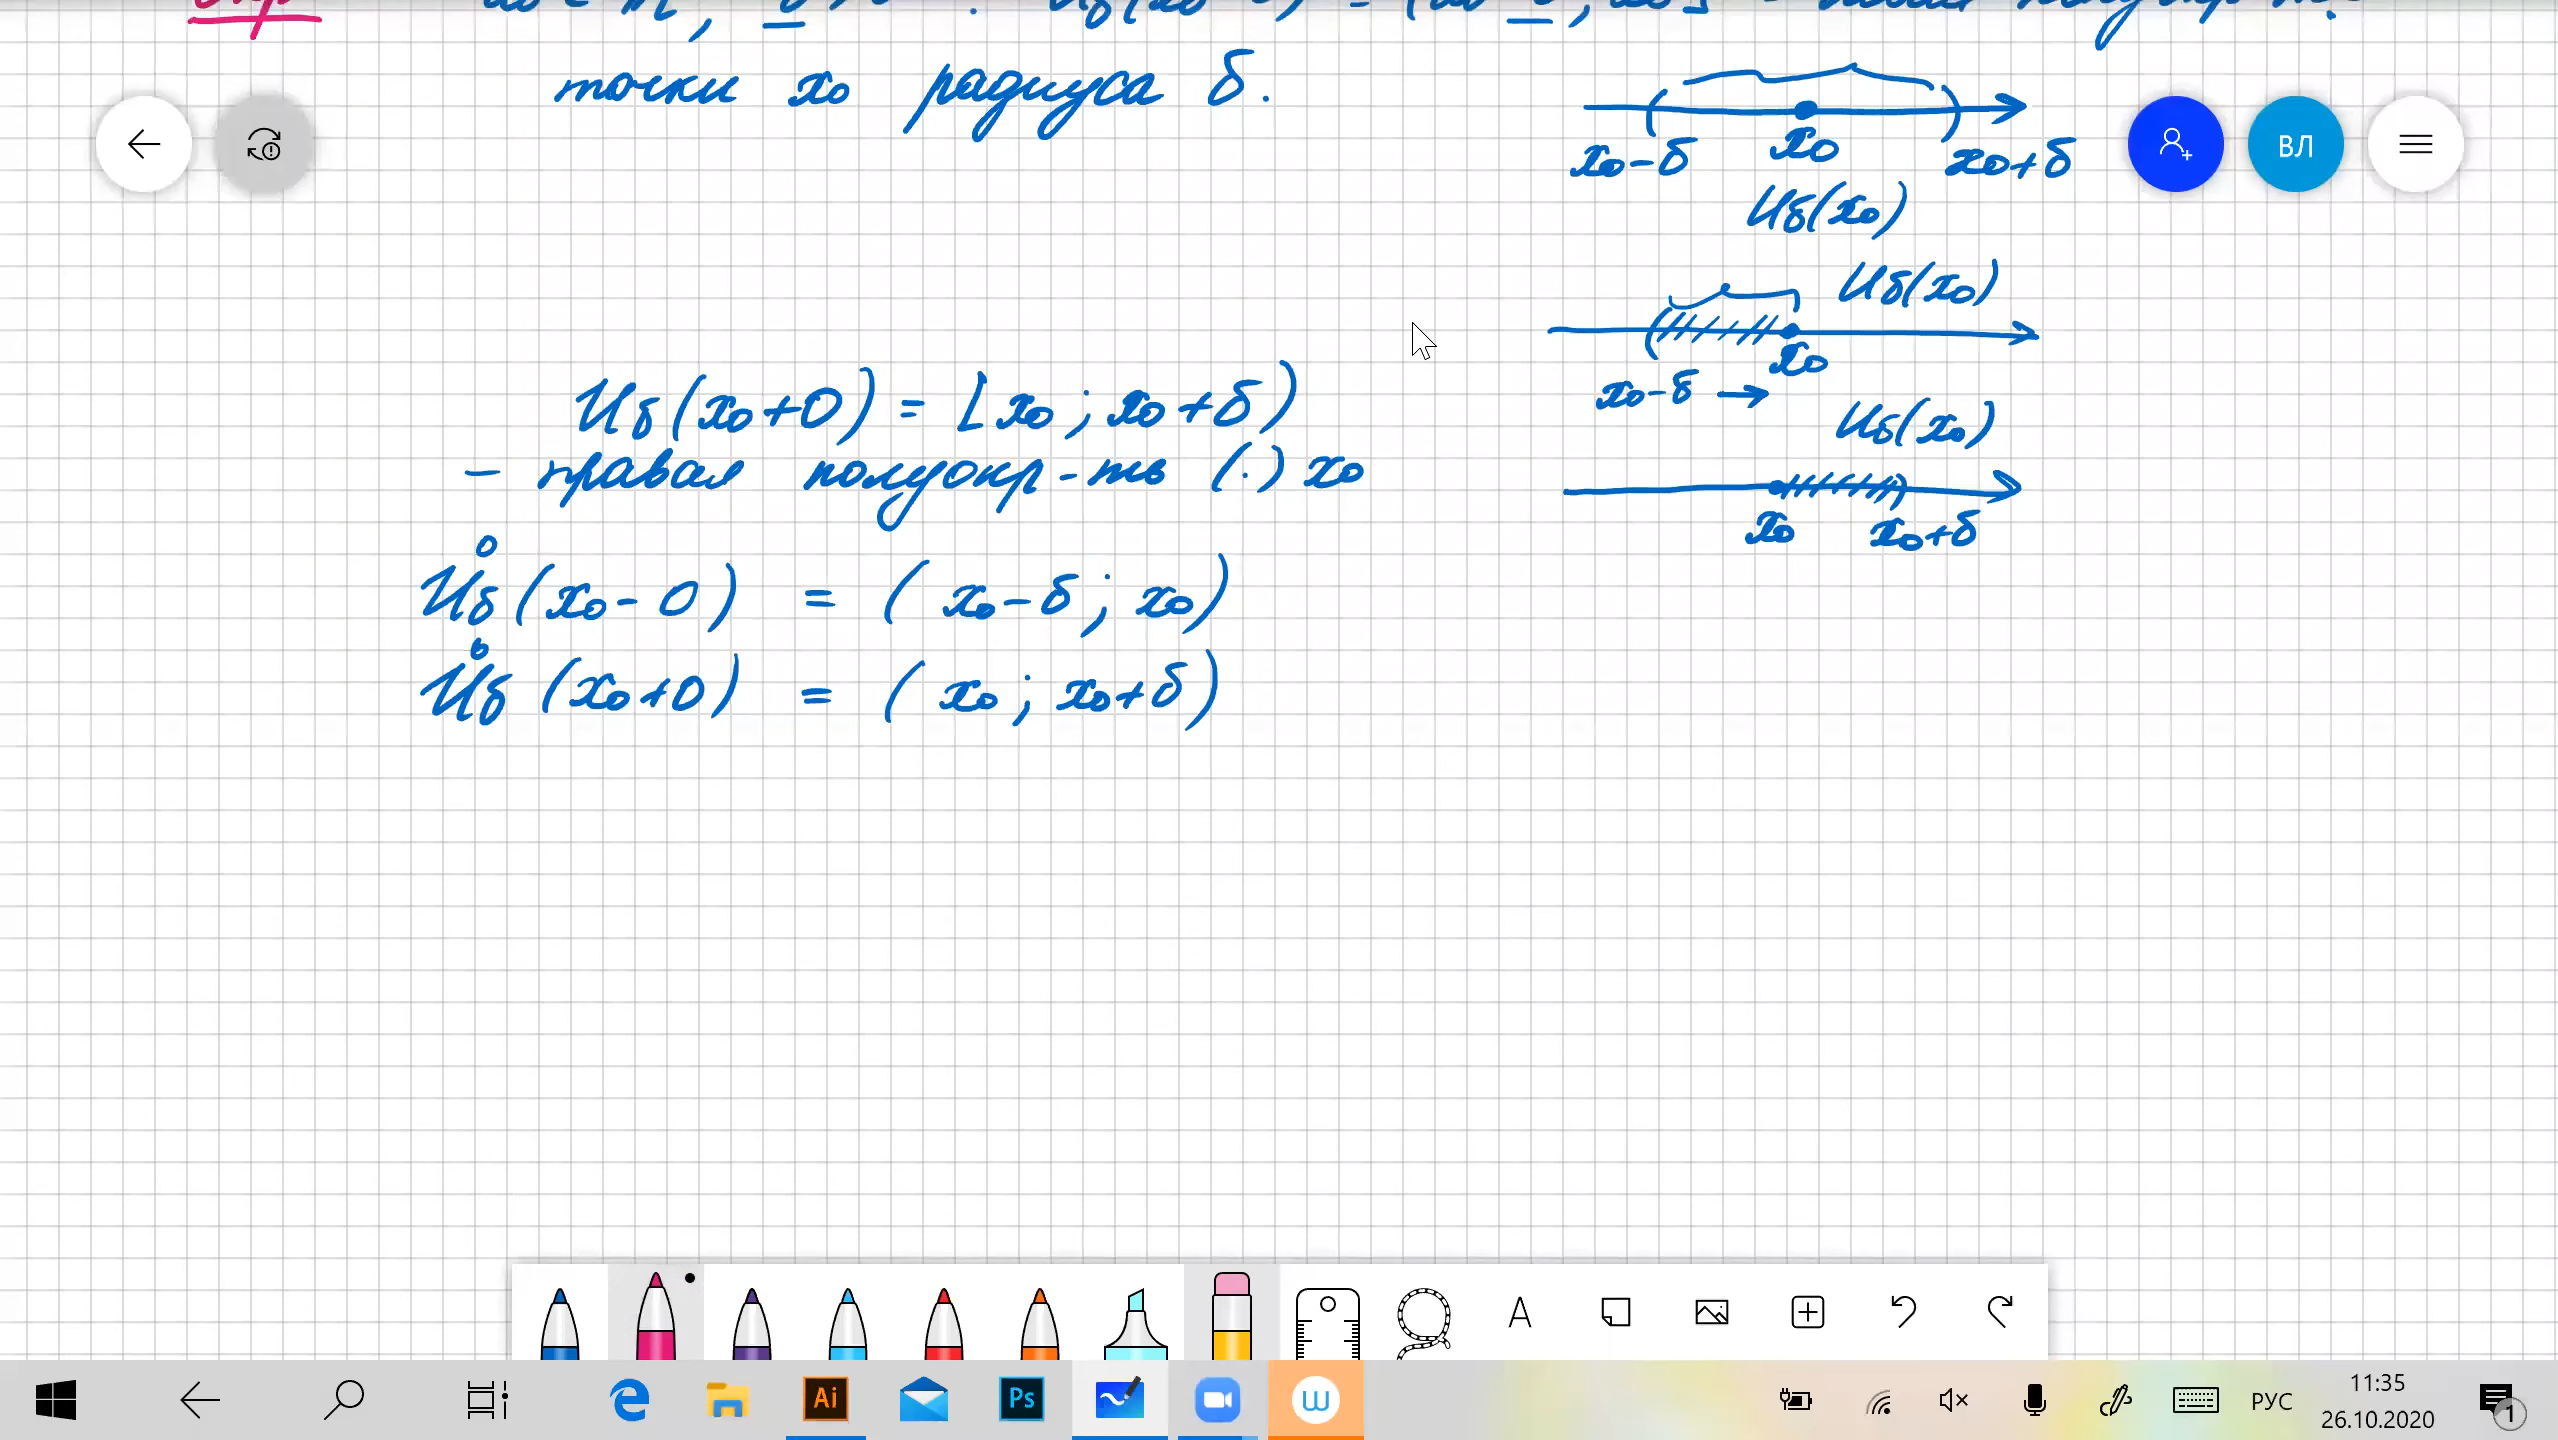 точки x₀ радиуса δ.
x₀-δ x₀ x₀+δ
Uδ(x₀)
Uδ(x₀)
x₀
x₀-δ →
Uδ(x₀+0) = [x₀; x₀+δ)
Uδ(x₀)
- правая полуокр-ть (·) x₀
x₀ x₀+δ
Ůδ(x₀-0) = (x₀-δ; x₀)
Ůδ(x₀+0) = (x₀; x₀+δ)
ВЛ
A
Ai
Ps
РУС
11:35
26.10.2020
1